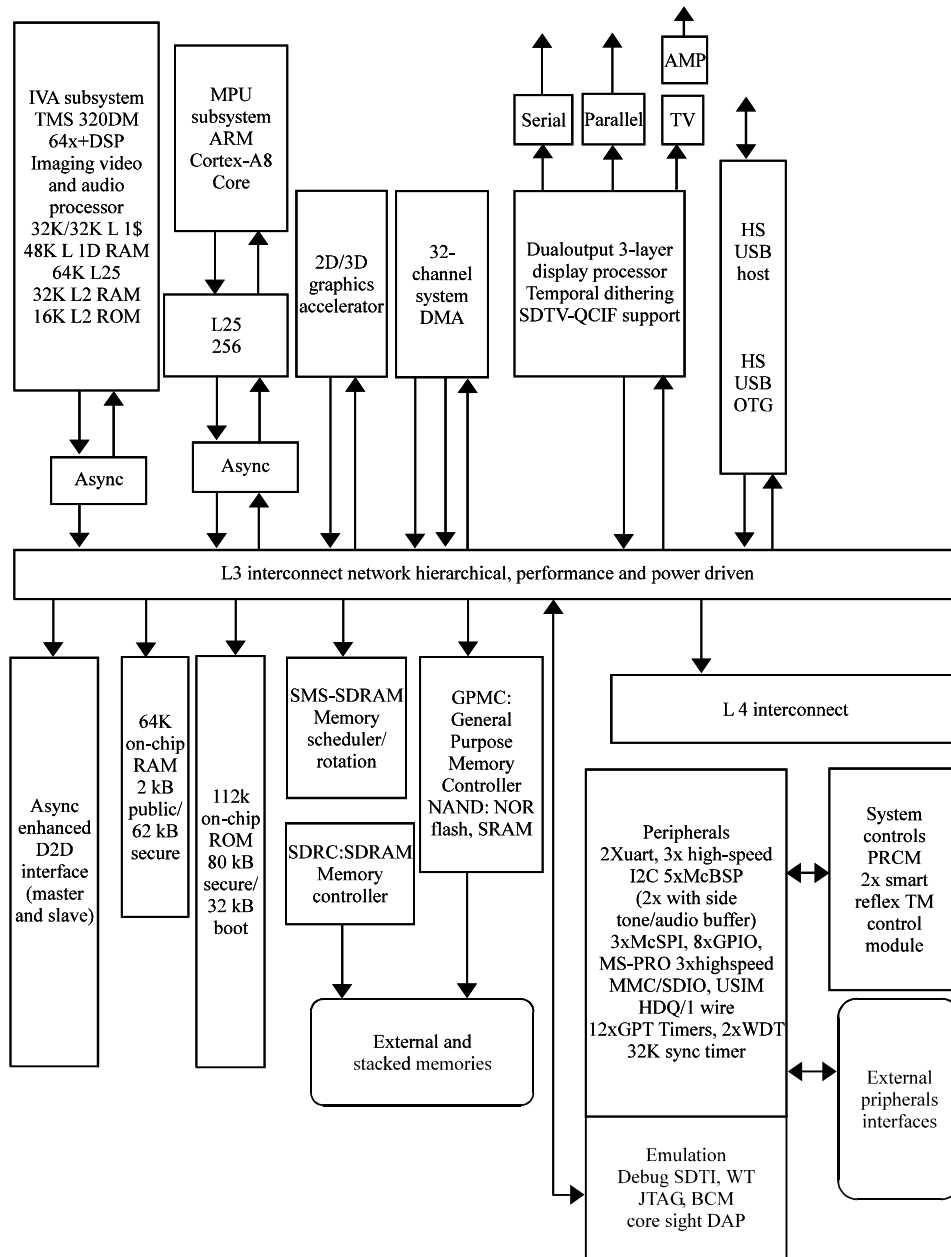 IVA subsystem
TMS 320DM
64x+DSP
Imaging video
and audio
processor
32K/32K L 1$
48K L 1D RAM
64K L25
32K L2 RAM
16K L2 ROM
Async
MPU
subsystem
ARM
Cortex-A8
Core
L25
256
Async
2D/3D
graphics
accelerator
32-
channel
system
DMA
AMP
Serial
Parallel
TV
Dualoutput 3-layer
display processor
Temporal dithering
SDTV-QCIF support
HS
USB
host
HS
USB
OTG
L3 interconnect network hierarchical, performance and power driven
Async
enhanced
D2D
interface
(master
and slave)
64K
on-chip
RAM
2 kB
public/
62 kB
secure
112k
on-chip
ROM
80 kB
secure/
32 kB
boot
SMS-SDRAM
Memory
scheduler/
rotation
SDRC:SDRAM
Memory
controller
GPMC:
General
Purpose
Memory
Controller
NAND: NOR
flash, SRAM
External and
stacked memories
L 4 interconnect
Peripherals
2Xuart, 3x high-speed
I2C 5xMcBSP
(2x with side
tone/audio buffer)
3xMcSPI, 8xGPIO,
MS-PRO 3xhighspeed
MMC/SDIO, USIM
HDQ/1 wire
12xGPT Timers, 2xWDT
32K sync timer
System
controls
PRCM
2x smart
reflex TM
control
module
External
pripherals
interfaces
Emulation
Debug SDTI, WT
JTAG, BCM
core sight DAP